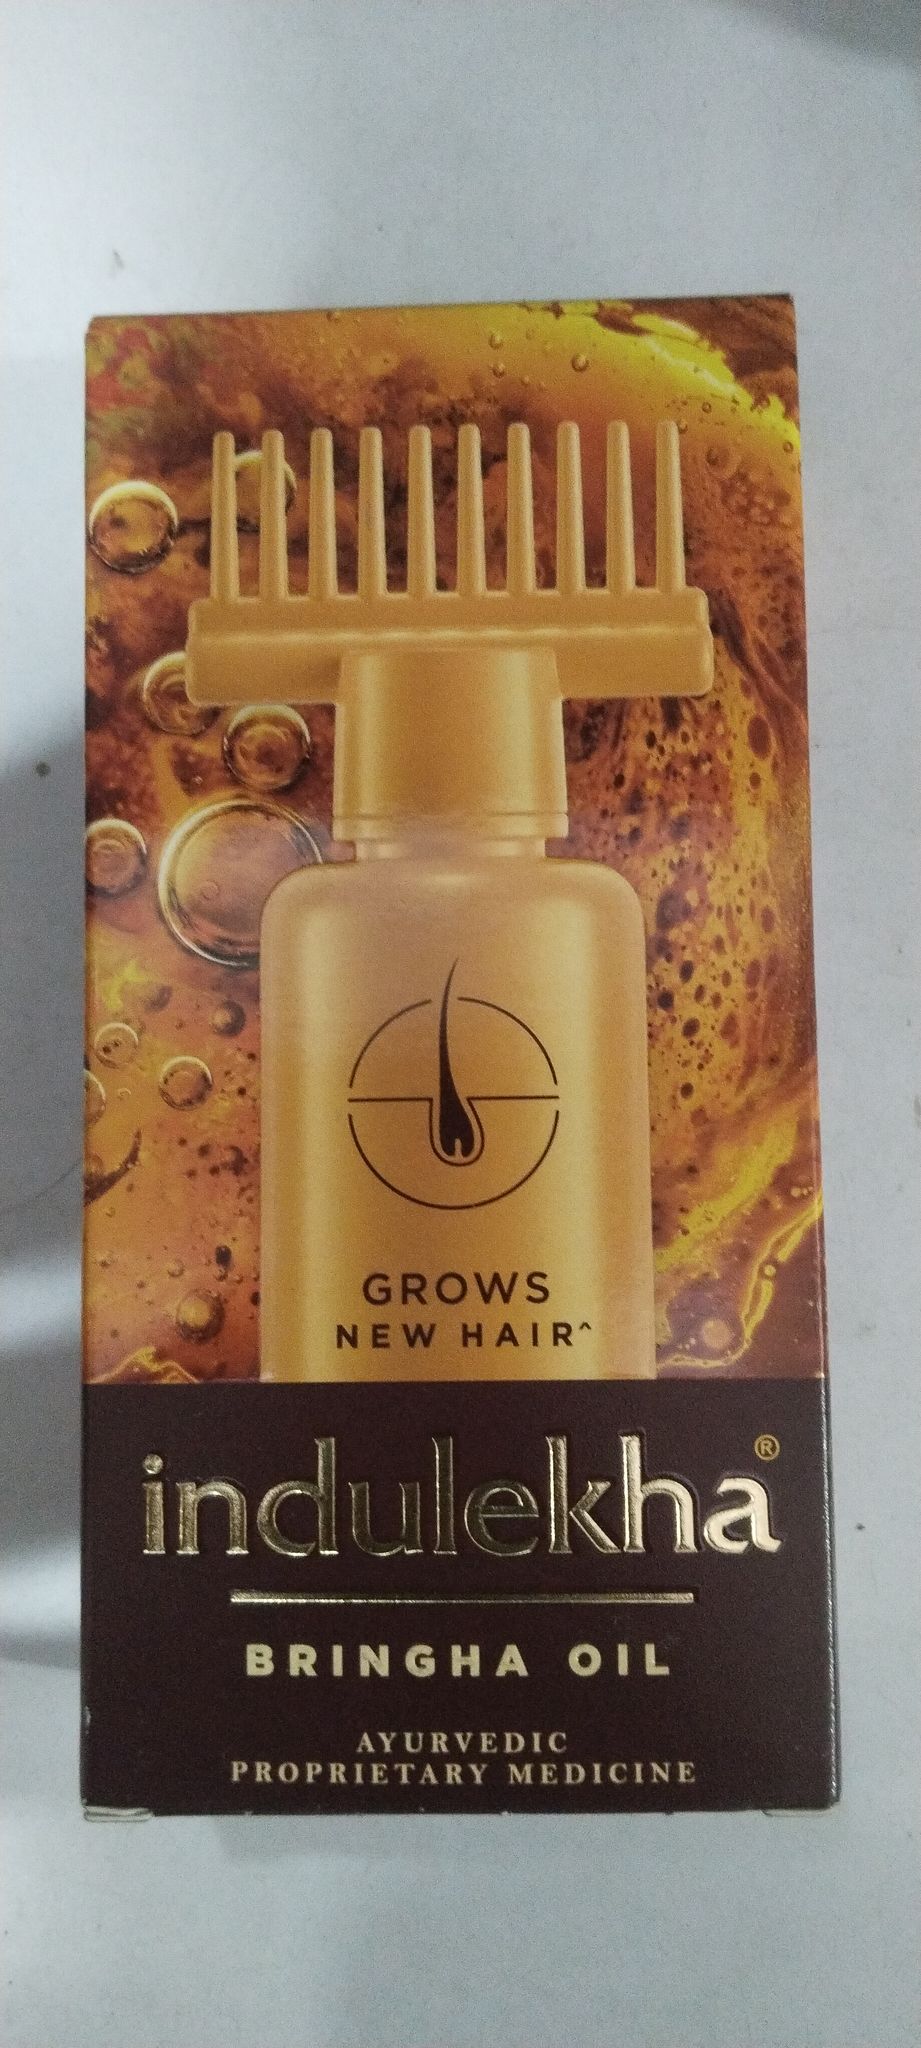 GROWS
NEW HAIR^
indulekha®
BRINGHA OIL
AYURVEDIC
PROPRIETARY MEDICINE